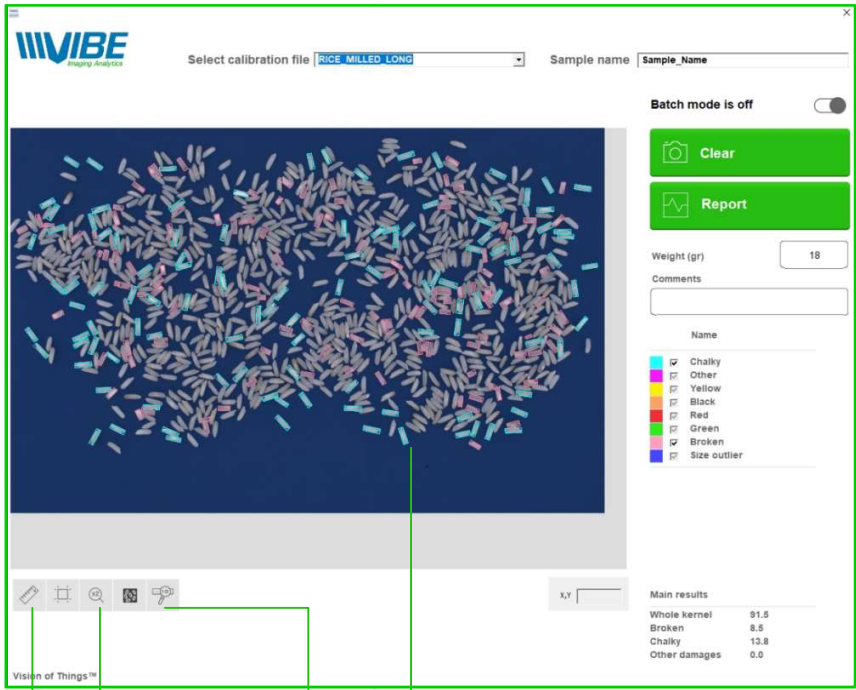 VIBE
Imaging Analytics
Select calibration file RICE_MILLED_LONG
Sample name Sample_Name
Batch mode is off
Clear
Report
Weight (gr) 18
Comments
Name
Chalky
Other
Yellow
Black
Red
Green
Broken
Size outlier
x2
X,Y
Main results
Whole kernel 91.5
Broken 8.5
Chalky 13.8
Other damages 0.0
Vision of Things™